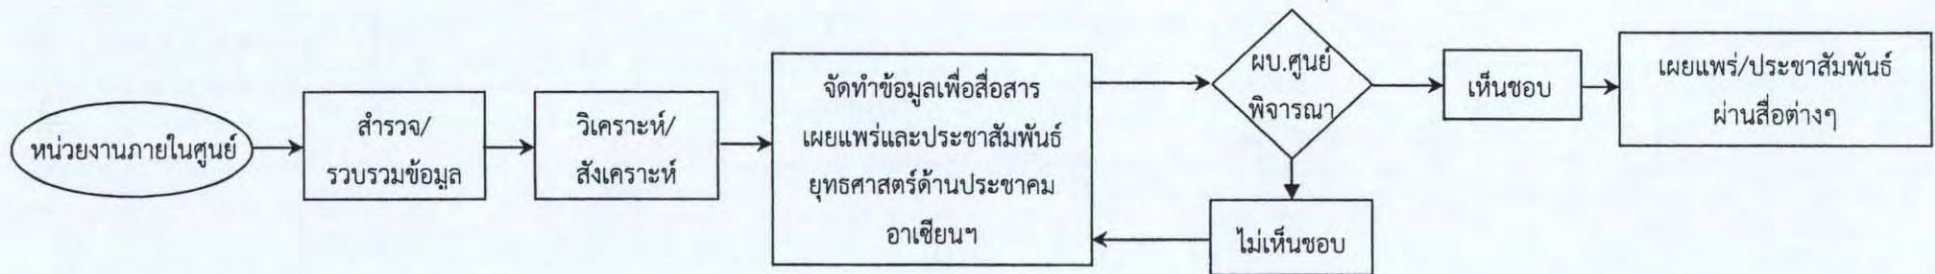 หน่วยงานภายในศูนย์
สำรวจ/
รวบรวมข้อมูล
วิเคราะห์/
สังเคราะห์
จัดทำข้อมูลเพื่อสื่อสาร
เผยแพร่และประชาสัมพันธ์
ยุทธศาสตร์ด้านประชาคม
อาเซียนฯ
ผบ.ศูนย์
พิจารณา
เห็นชอบ
เผยแพร่/ประชาสัมพันธ์
ผ่านสื่อต่างๆ
ไม่เห็นชอบ